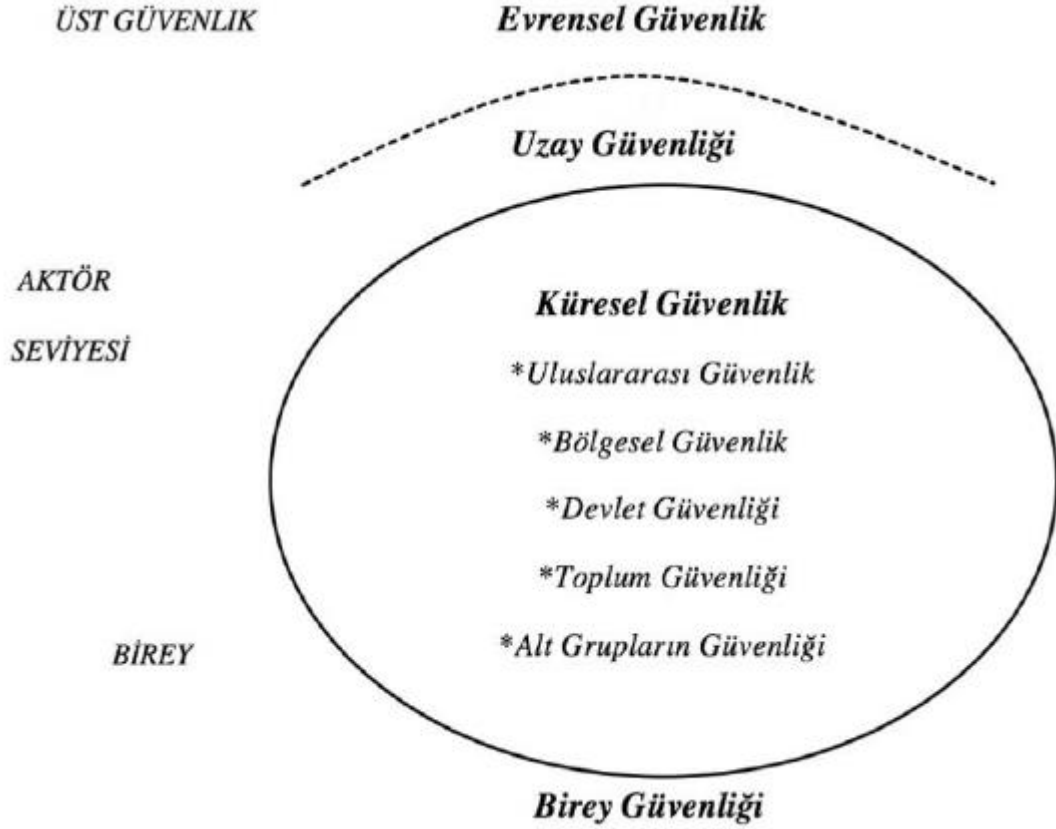 ÜST GÜVENLIK
Evrensel Güvenlik
Uzay Güvenliği
AKTÖR
SEVİYESİ
Küresel Güvenlik
*Uluslararası Güvenlik
*Bölgesel Güvenlik
*Devlet Güvenliği
*Toplum Güvenliği
BİREY
*Alt Grupların Güvenliği
Birey Güvenliği